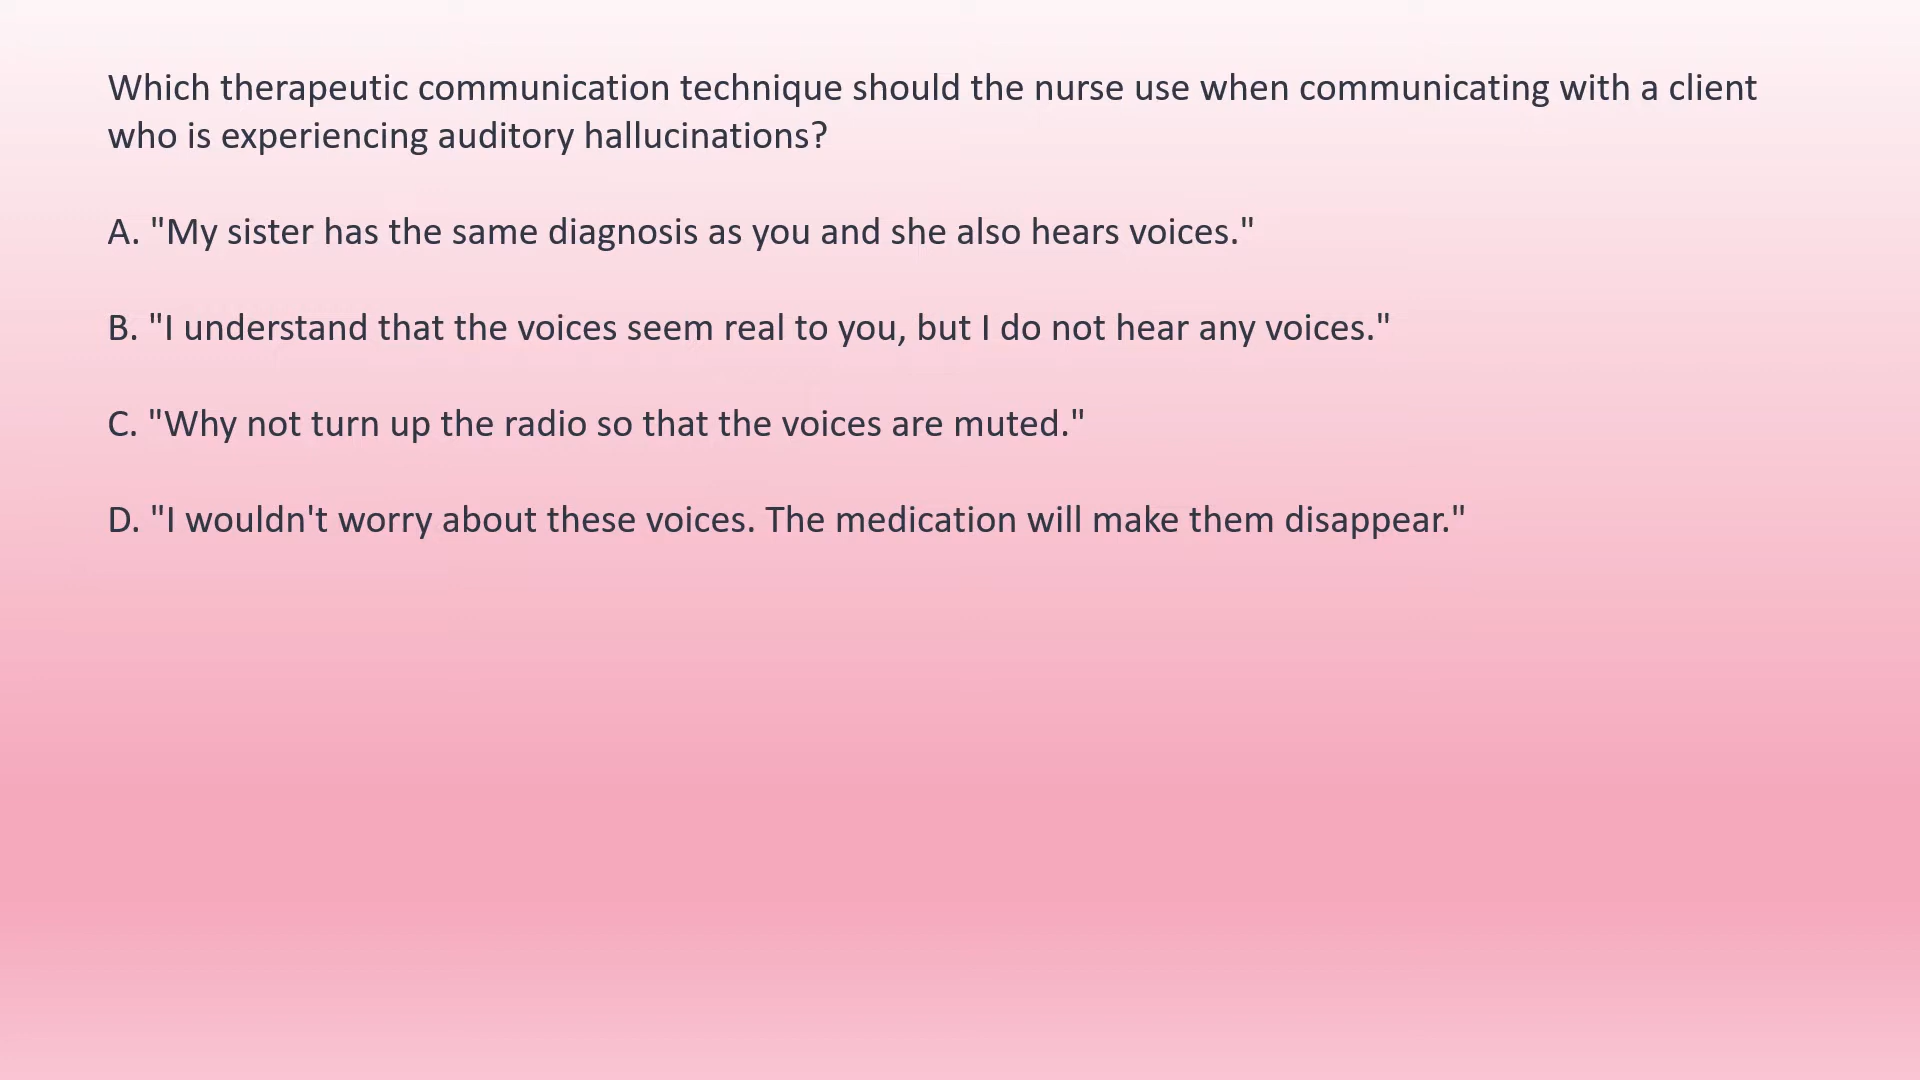 Which therapeutic communication technique should the nurse use when communicating with a client
who is experiencing auditory hallucinations?
A. "My sister has the same diagnosis as you and she also hears voices."
B. "I understand that the voices seem real to you, but I do not hear any voices."
C. "Why not turn up the radio so that the voices are muted."
D. "I wouldn't worry about these voices. The medication will make them disappear."